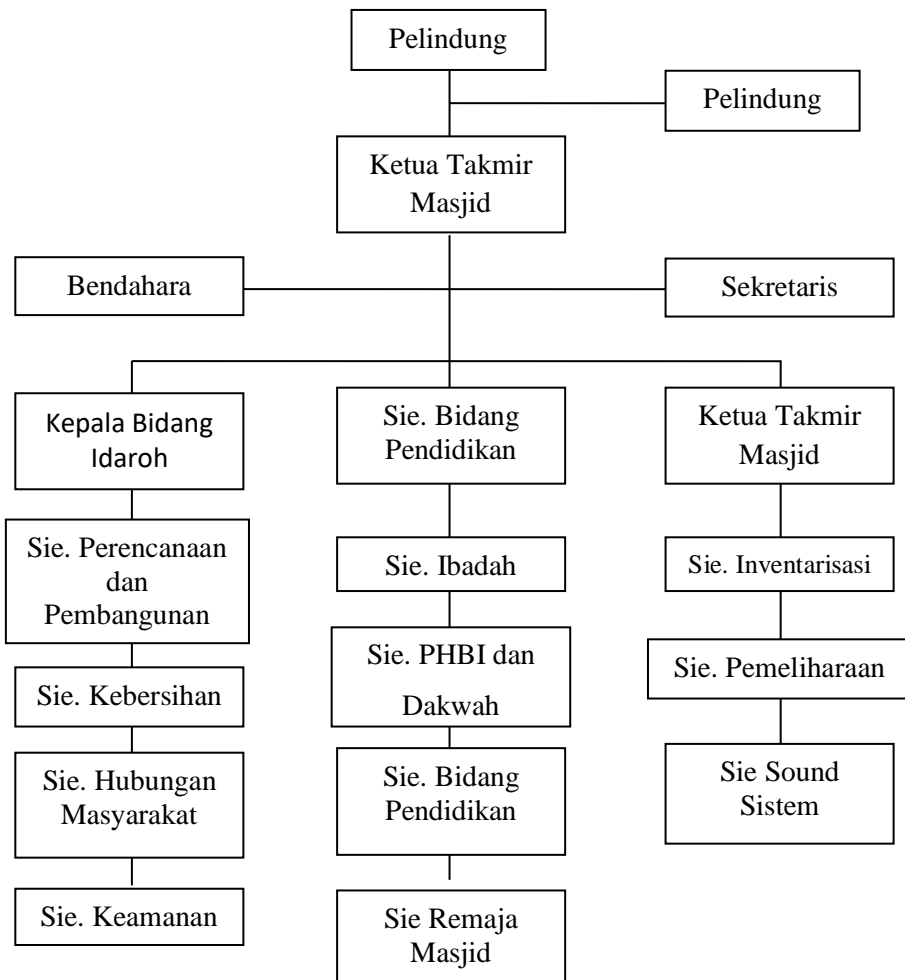 Pelindung
Pelindung
Ketua Takmir
Masjid
Bendahara
Sekretaris
Kepala Bidang
Idaroh
Sie. Bidang
Pendidikan
Ketua Takmir
Masjid
Sie. Perencanaan
dan
Pembangunan
Sie. Ibadah
Sie. Inventarisasi
Sie. Kebersihan
Sie. PHBI dan
Dakwah
Sie. Pemeliharaan
Sie. Hubungan
Masyarakat
Sie. Bidang
Pendidikan
Sie Sound
Sistem
Sie. Keamanan
Sie Remaja
Masjid